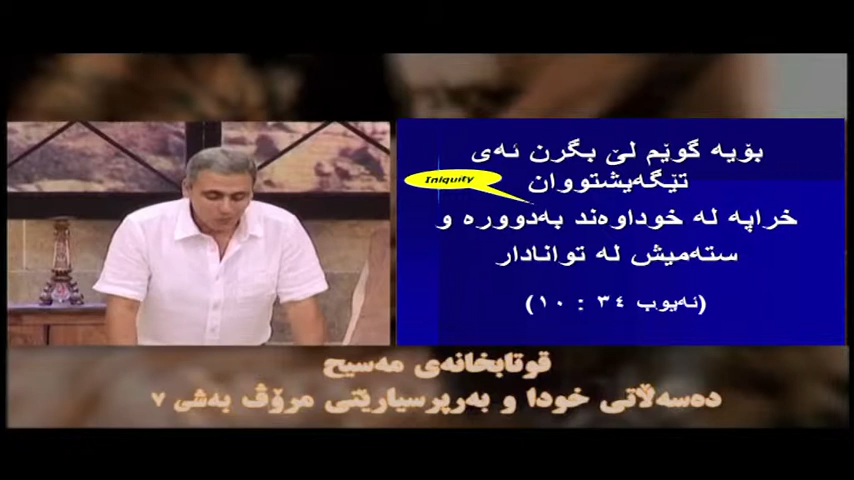 بۆیە گوێم لێ بگرن ئەی
تێگەیشتووان
Iniquity
خراپە لە خوداوەند بەدوورە و
ستەمیش لە توانادار
(ئەیوب ٣٤ : ١٠)
قوتابخانەی مەسیح
دەسەڵاتی خودا و بەرپرسیارێتی مرۆڤ بەشی ٧